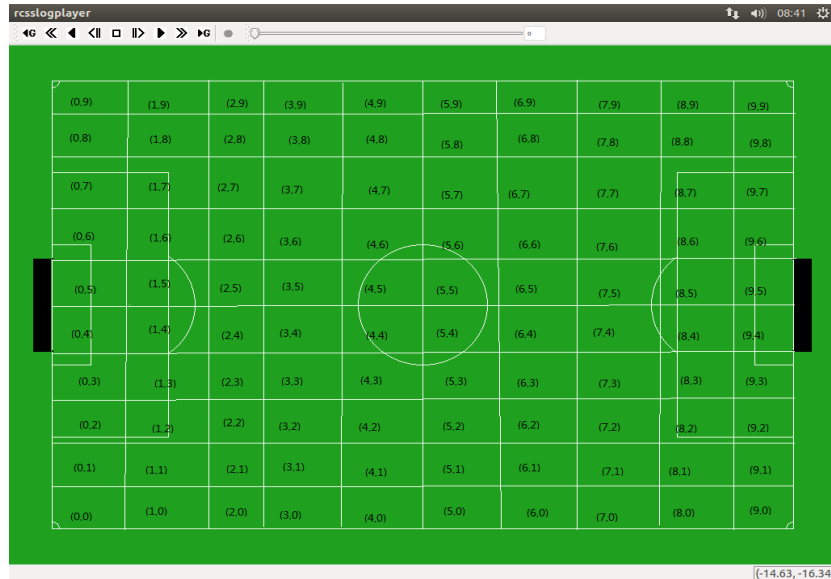 rcsslogplayer 08:41
G G 0
(0,9) (1,9) (2,9) (3,9) (4,9) (5,9) (6,9) (7,9) (8,9) (9,9)
(0,8) (1,8) (2,8) (3,8) (4,8) (5,8) (6,8) (7,8) (8,8) (9,8)
(0,7) (1,7) (2,7) (3,7) (4,7) (5,7) (6,7) (7,7) (8,7) (9,7)
(0,6) (1,6) (2,6) (3,6) (4,6) (5,6) (6,6) (7,6) (8,6) (9,6)
(0,5) (1,5) (2,5) (3,5) (4,5) (5,5) (6,5) (7,5) (8,5) (9,5)
(0,4) (1,4) (2,4) (3,4) (4,4) (5,4) (6,4) (7,4) (8,4) (9,4)
(0,3) (1,3) (2,3) (3,3) (4,3) (5,3) (6,3) (7,3) (8,3) (9,3)
(0,2) (1,2) (2,2) (3,2) (4,2) (5,2) (6,2) (7,2) (8,2) (9,2)
(0,1) (1,1) (2,1) (3,1) (4,1) (5,1) (6,1) (7,1) (8,1) (9,1)
(0,0) (1,0) (2,0) (3,0) (4,0) (5,0) (6,0) (7,0) (8,0) (9,0)
(-14.63, -16.34